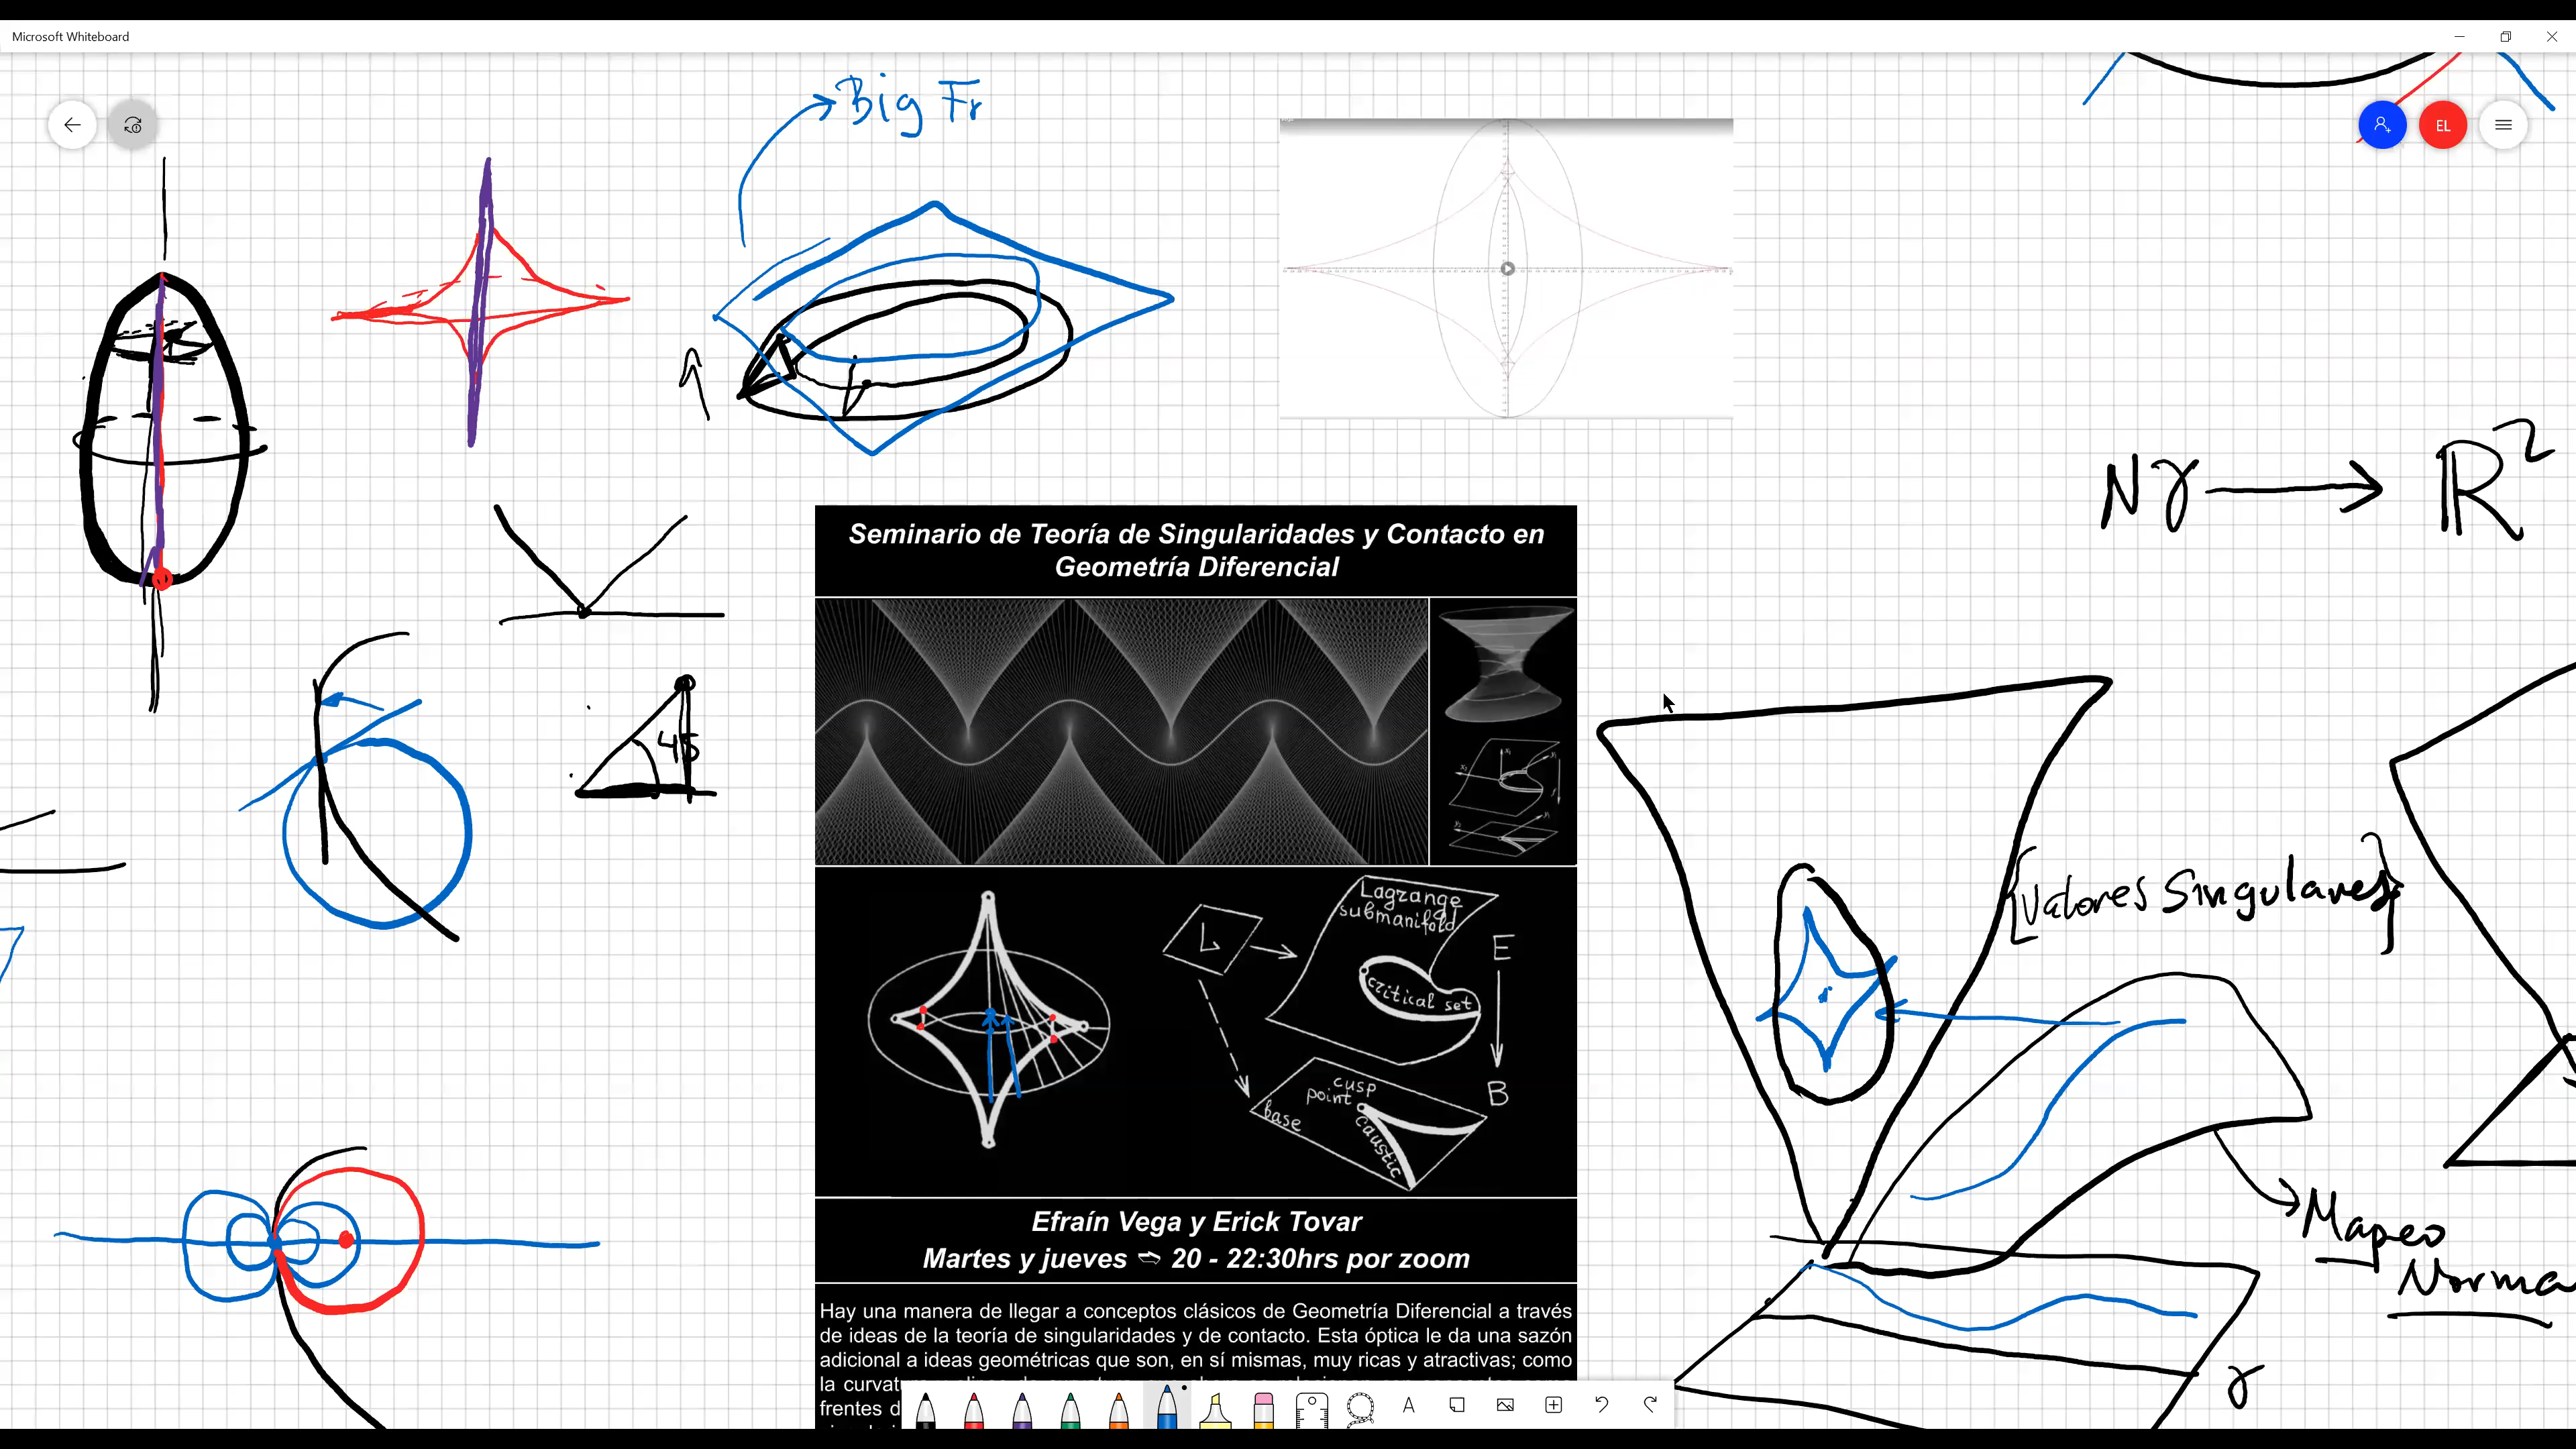 Microsoft Whiteboard
Big Fr
EL
Nγ → R²
Seminario de Teoría de Singularidades y Contacto en
Geometría Diferencial
45
{Valores Singulares}
Lagrange
submanifold
L
E
critical set
cusp
point
B
base
caustic
Mapeo
Norma
γ
Efraín Vega y Erick Tovar
Martes y jueves ⇨ 20 - 22:30hrs por zoom
Hay una manera de llegar a conceptos clásicos de Geometría Diferencial a través
de ideas de la teoría de singularidades y de contacto. Esta óptica le da una sazón
adicional a ideas geométricas que son, en sí mismas, muy ricas y atractivas; como
la curvat
frentes d
A